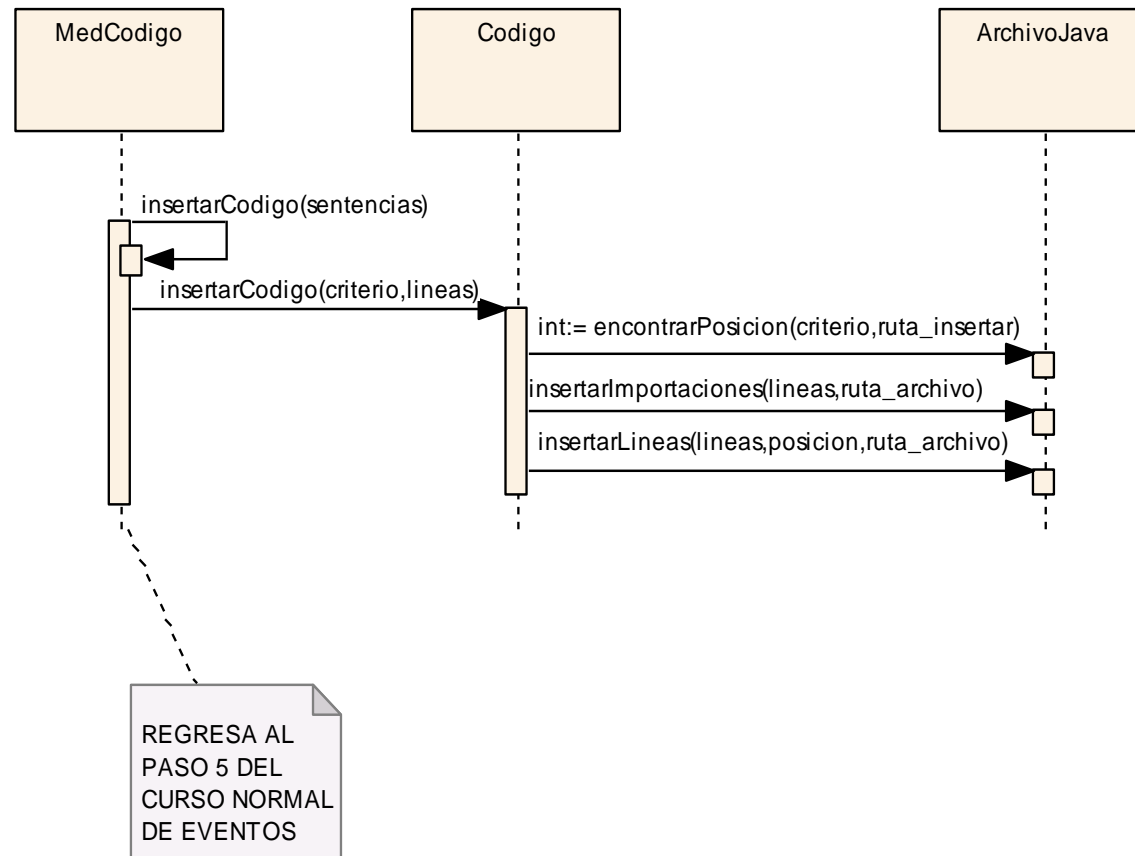 MedCodigo
Codigo
ArchivoJava
insertarCodigo(sentencias)
insertarCodigo(criterio,lineas)
int:= encontrarPosicion(criterio,ruta_insertar)
insertarImportaciones(lineas,ruta_archivo)
insertarLineas(lineas,posicion,ruta_archivo)
REGRESA AL
PASO 5 DEL
CURSO NORMAL
DE EVENTOS